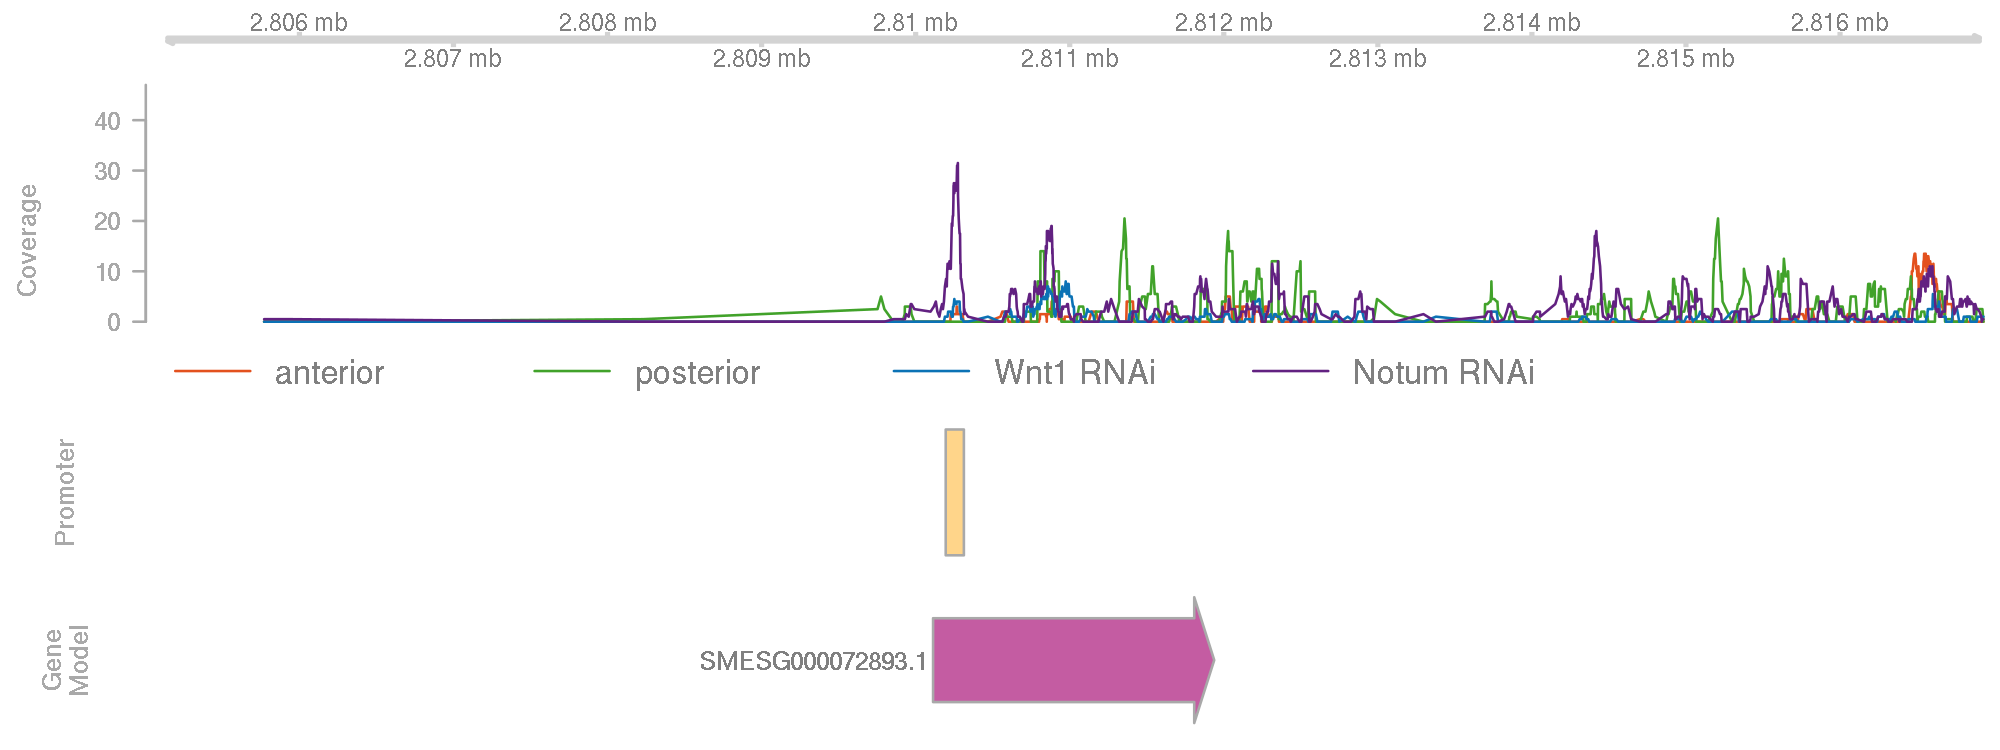 2.806 mb 2.808 mb 2.81 mb 2.812 mb 2.814 mb 2.816 mb
2.807 mb 2.809 mb 2.811 mb 2.813 mb 2.815 mb
Coverage
40
30
20
10
0
anterior posterior Wnt1 RNAi Notum RNAi
Promoter
Gene
Model
SMESG000072893.1